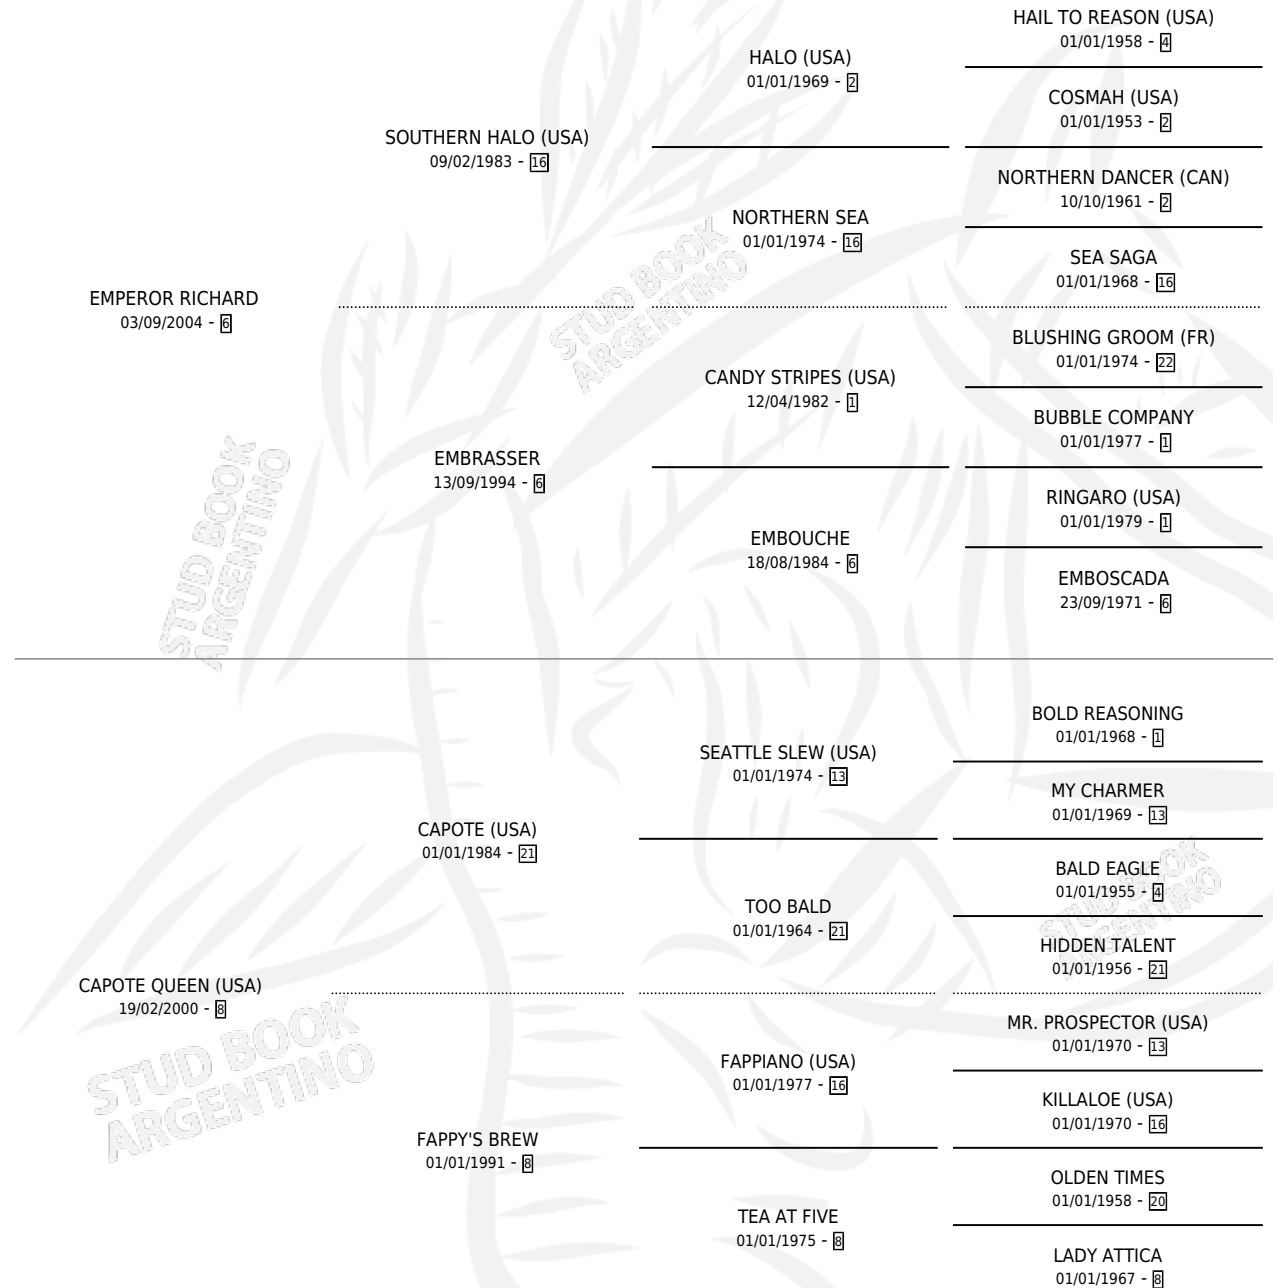 HAIL TO REASON (USA)
01/01/1958 - 4
HALO (USA)
01/01/1969 - 2
COSMAH (USA)
01/01/1953 - 2
SOUTHERN HALO (USA)
09/02/1983 - 16
NORTHERN DANCER (CAN)
10/10/1961 - 2
NORTHERN SEA
01/01/1974 - 16
SEA SAGA
01/01/1968 - 16
EMPEROR RICHARD
03/09/2004 - 6
BLUSHING GROOM (FR)
01/01/1974 - 22
CANDY STRIPES (USA)
12/04/1982 - 1
BUBBLE COMPANY
01/01/1977 - 1
EMBRASSER
13/09/1994 - 6
RINGARO (USA)
01/01/1979 - 1
EMBOUCHE
18/08/1984 - 6
EMBOSCADA
23/09/1971 - 6
STUD BOOK
ARGENTINO
STUD BOOK
ARGENTINO
BOLD REASONING
01/01/1968 - 1
SEATTLE SLEW (USA)
01/01/1974 - 13
MY CHARMER
01/01/1969 - 13
CAPOTE (USA)
01/01/1984 - 21
BALD EAGLE
01/01/1955 - 4
TOO BALD
01/01/1964 - 21
HIDDEN TALENT
01/01/1956 - 21
CAPOTE QUEEN (USA)
19/02/2000 - 8
MR. PROSPECTOR (USA)
01/01/1970 - 13
FAPPIANO (USA)
01/01/1977 - 16
KILLALOE (USA)
01/01/1970 - 16
FAPPY'S BREW
01/01/1991 - 8
OLDEN TIMES
01/01/1958 - 20
TEA AT FIVE
01/01/1975 - 8
LADY ATTICA
01/01/1967 - 8
STUD BOOK
ARGENTINO
STUD BOOK
ARGENTINO